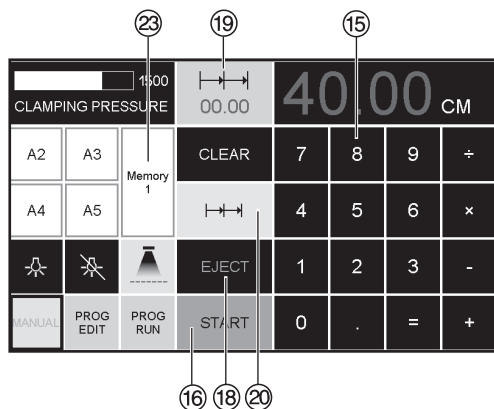 23 19 15
1500
CLAMPING PRESSURE
00.00
40.00 CM
A2 A3 Memory 1 CLEAR 7 8 9 ÷
A4 A5 4 5 6 ×
EJECT 1 2 3 -
MANUAL PROG EDIT PROG RUN START 0 . = +
16 18 20